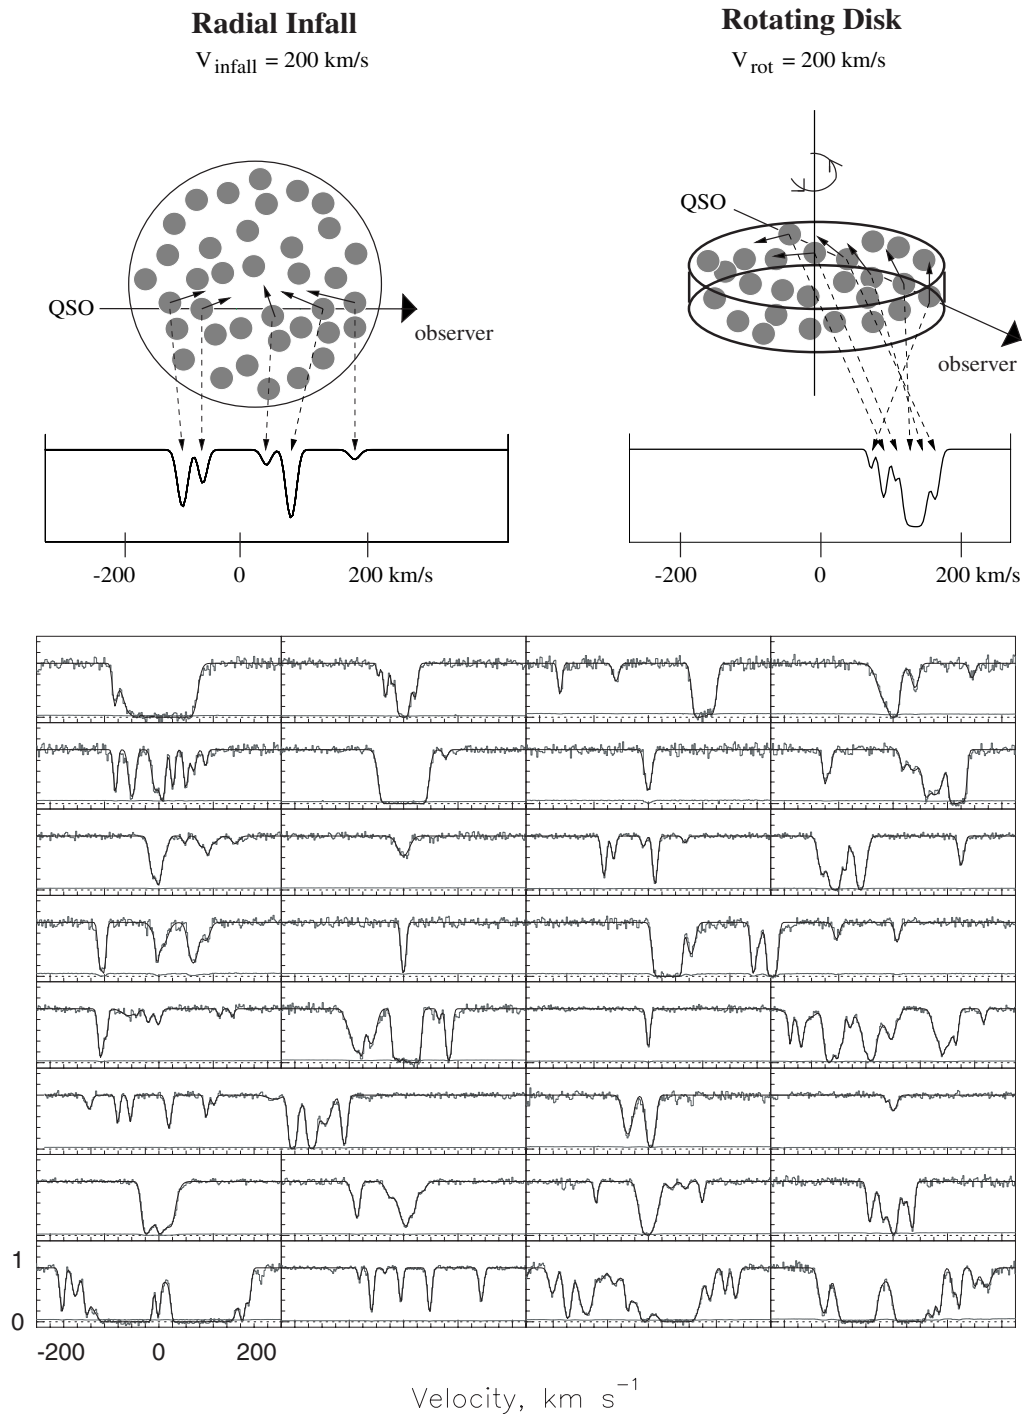 Radial Infall
V infall = 200 km/s
Rotating Disk
V rot = 200 km/s
QSO
observer
QSO
observer
-200 0 200 km/s
-200 0 200 km/s
1
0
-200 0 200
Velocity, km s⁻¹